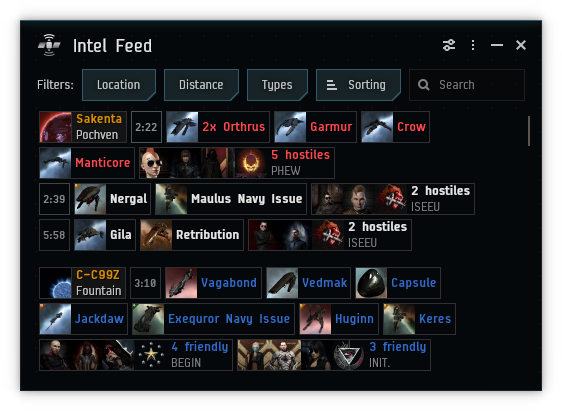 Intel Feed
Filters: Location Distance Types Sorting Search
Sakenta
Pochven
2:22 2x Orthrus Garmur Crow
Manticore 5 hostiles
PHEW
2:39 Nergal Maulus Navy Issue 2 hostiles
ISEEU
5:58 Gila Retribution 2 hostiles
ISEEU
C-C99Z
Fountain
3:10 Vagabond Vedmak Capsule
Jackdaw Exequror Navy Issue Huginn Keres
4 friendly
BEGIN
3 friendly
INIT.